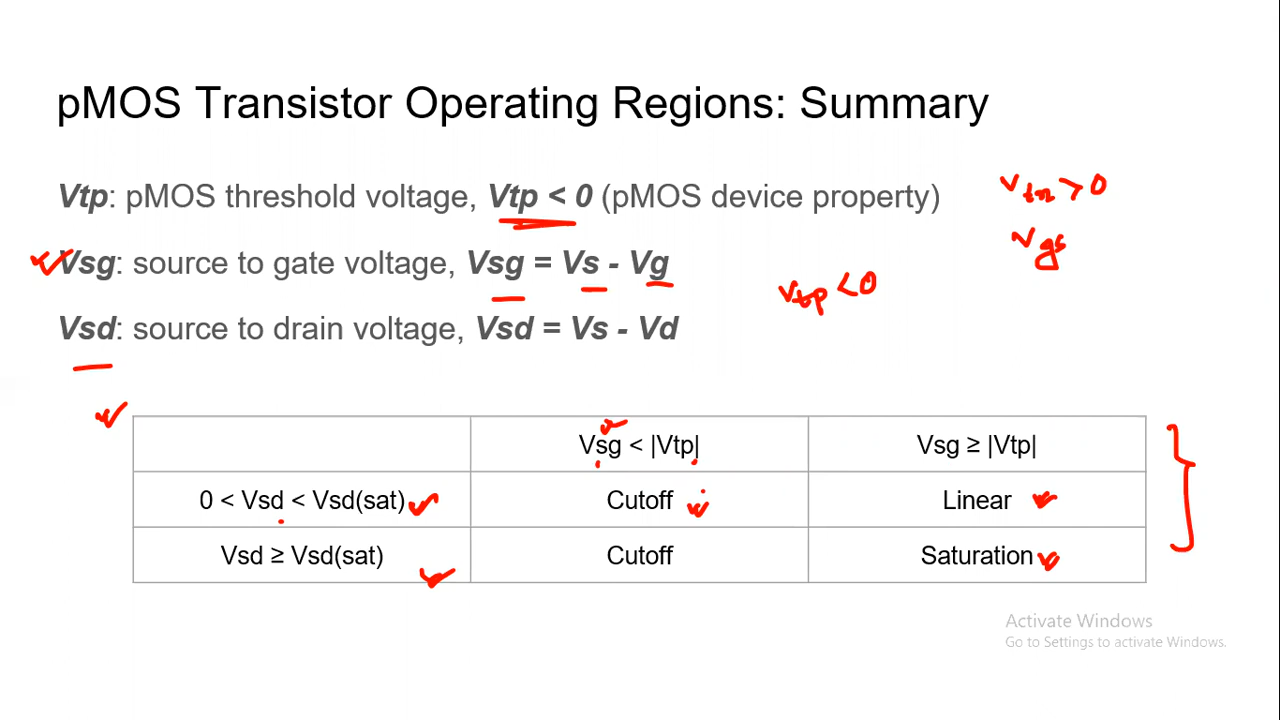 pMOS Transistor Operating Regions: Summary
Vtp: pMOS threshold voltage, Vtp < 0 (pMOS device property)
Vtn > 0
Vsg: source to gate voltage, Vsg = Vs - Vg
Vgs
Vtp < 0
Vsd: source to drain voltage, Vsd = Vs - Vd
Vsg < |Vtp| Vsg ≥ |Vtp|
0 < Vsd < Vsd(sat) Cutoff Linear
Vsd ≥ Vsd(sat) Cutoff Saturation
Activate Windows
Go to Settings to activate Windows.